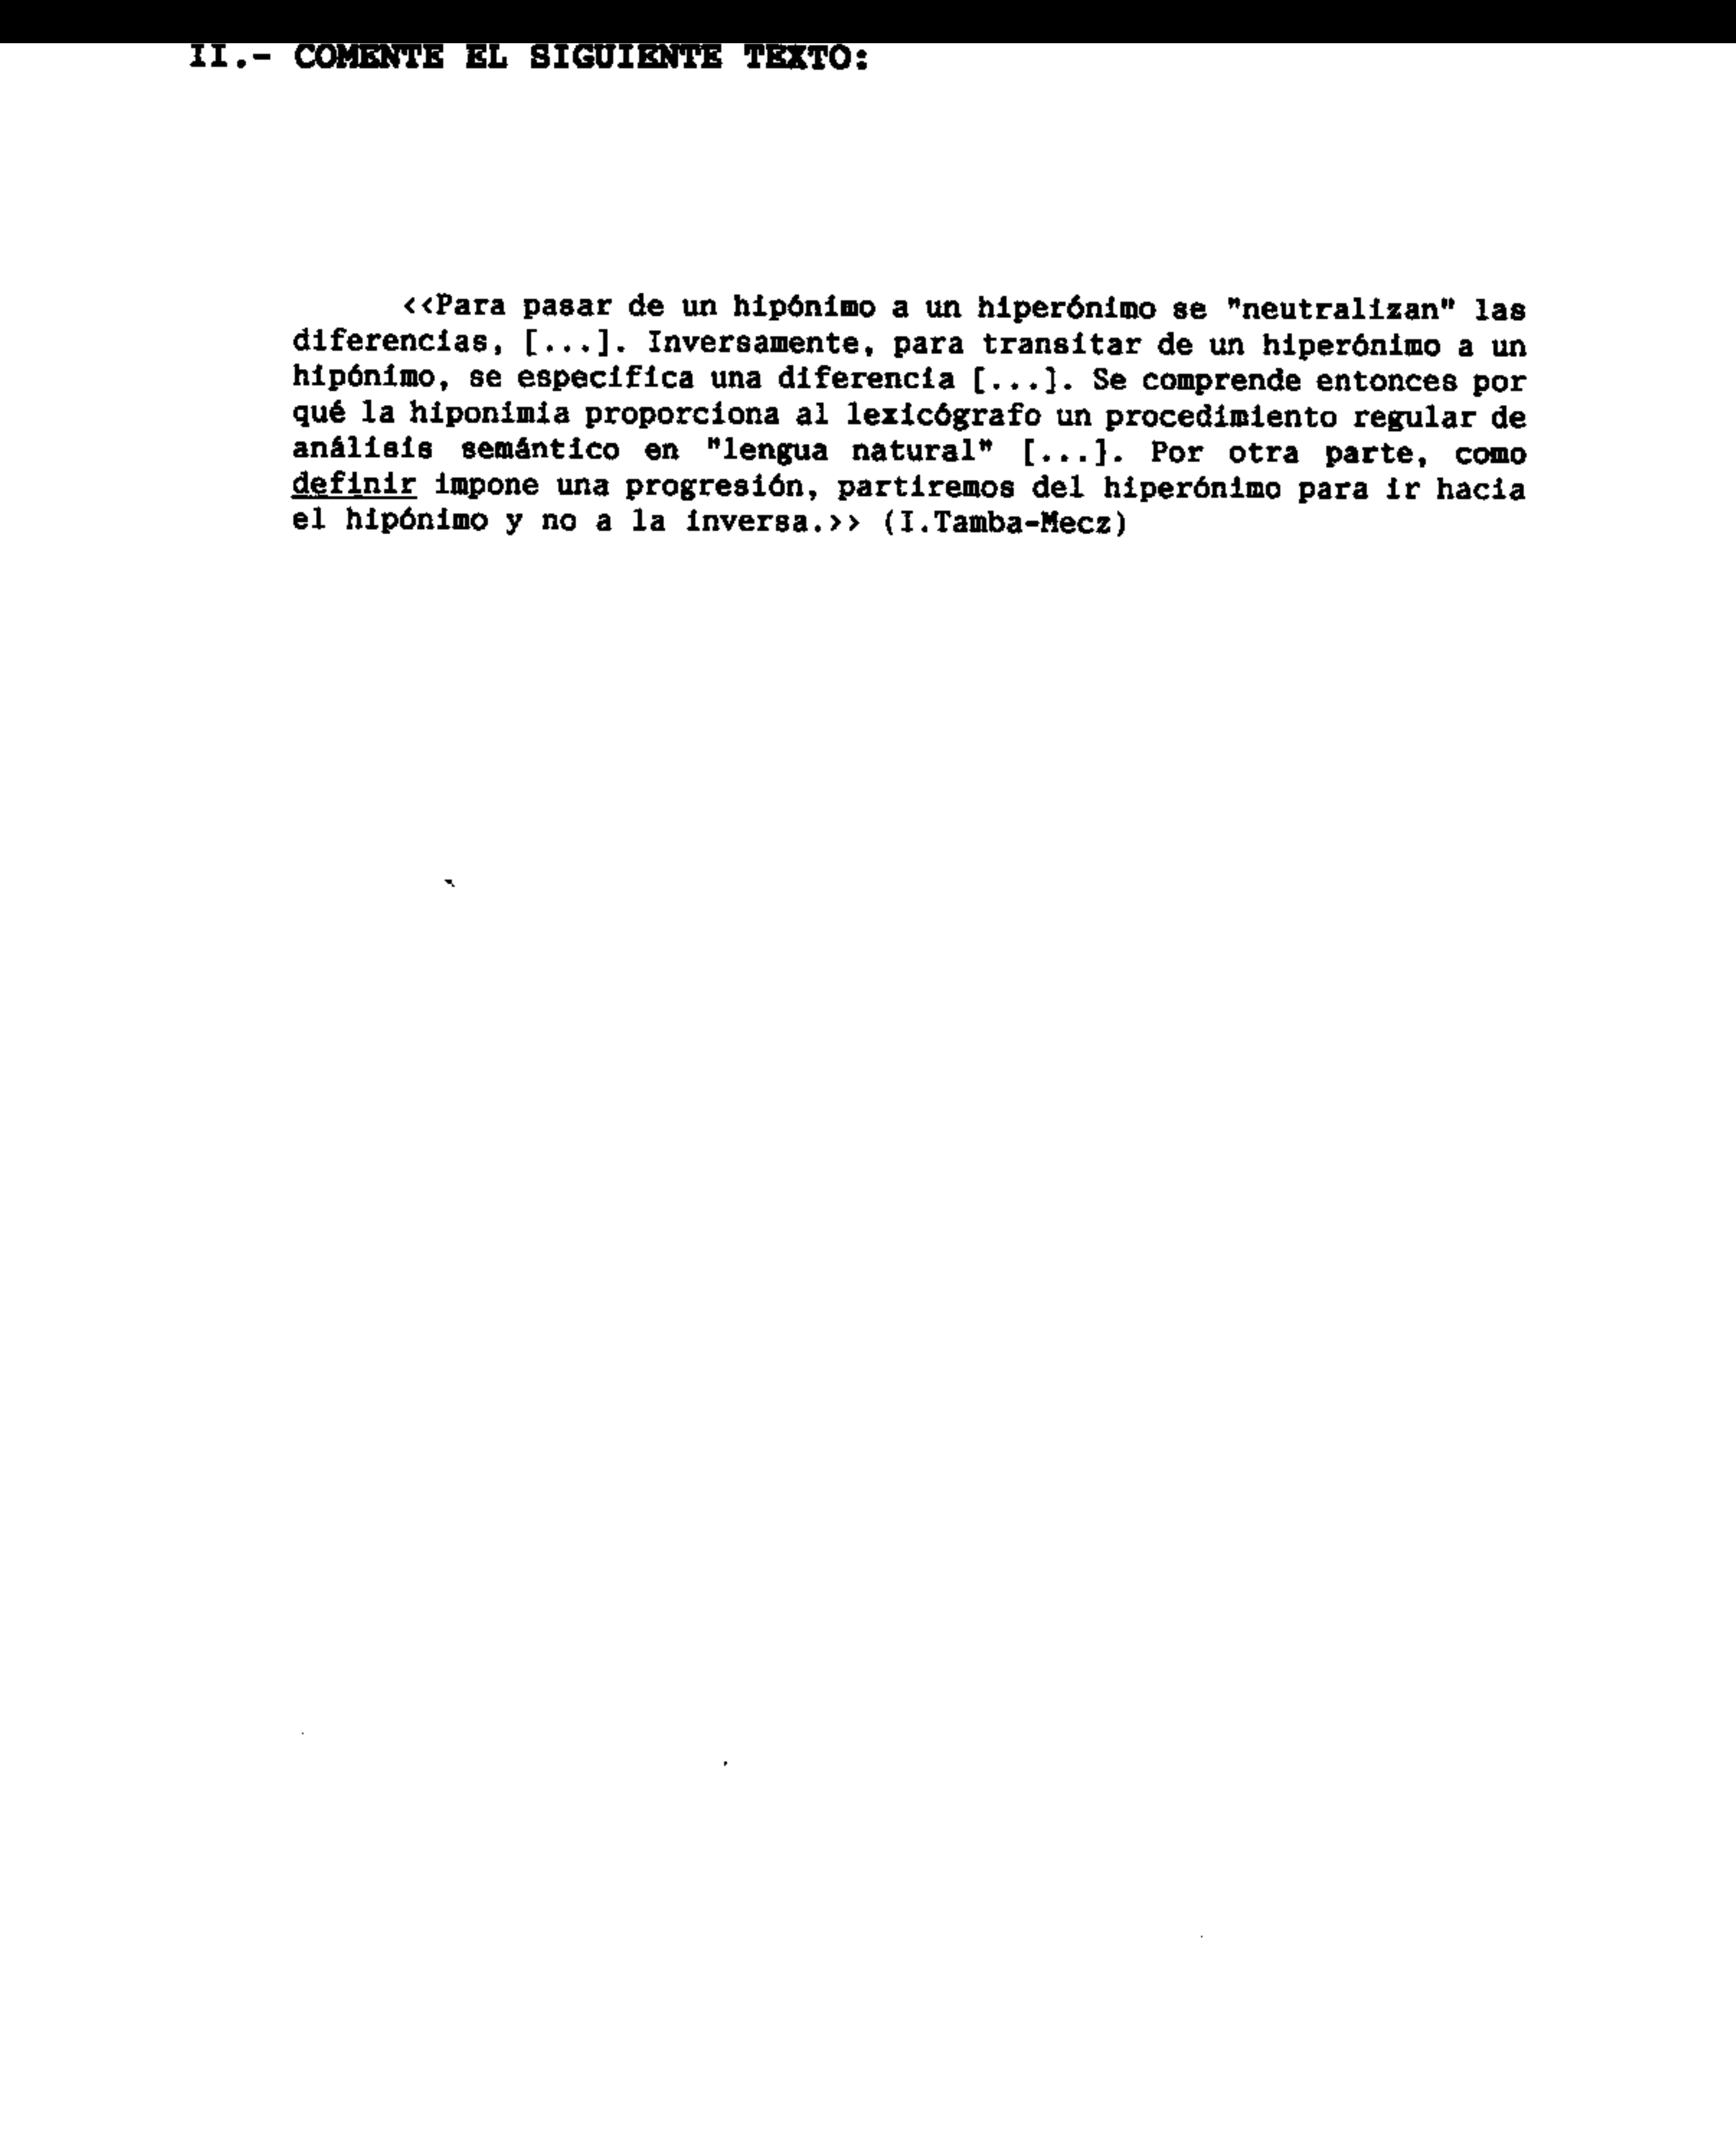 II.- COMENTE EL SIGUIENTE TEXTO:
<<Para pasar de un hipónimo a un hiperónimo se "neutralizan" las
diferencias, [...]. Inversamente, para transitar de un hiperónimo a un
hipónimo, se especifica una diferencia [...]. Se comprende entonces por
qué la hiponimia proporciona al lexicógrafo un procedimiento regular de
análisis semántico en "lengua natural" [...]. Por otra parte, como
definir impone una progresión, partiremos del hiperónimo para ir hacia
el hipónimo y no a la inversa.>> (I.Tamba-Mecz)